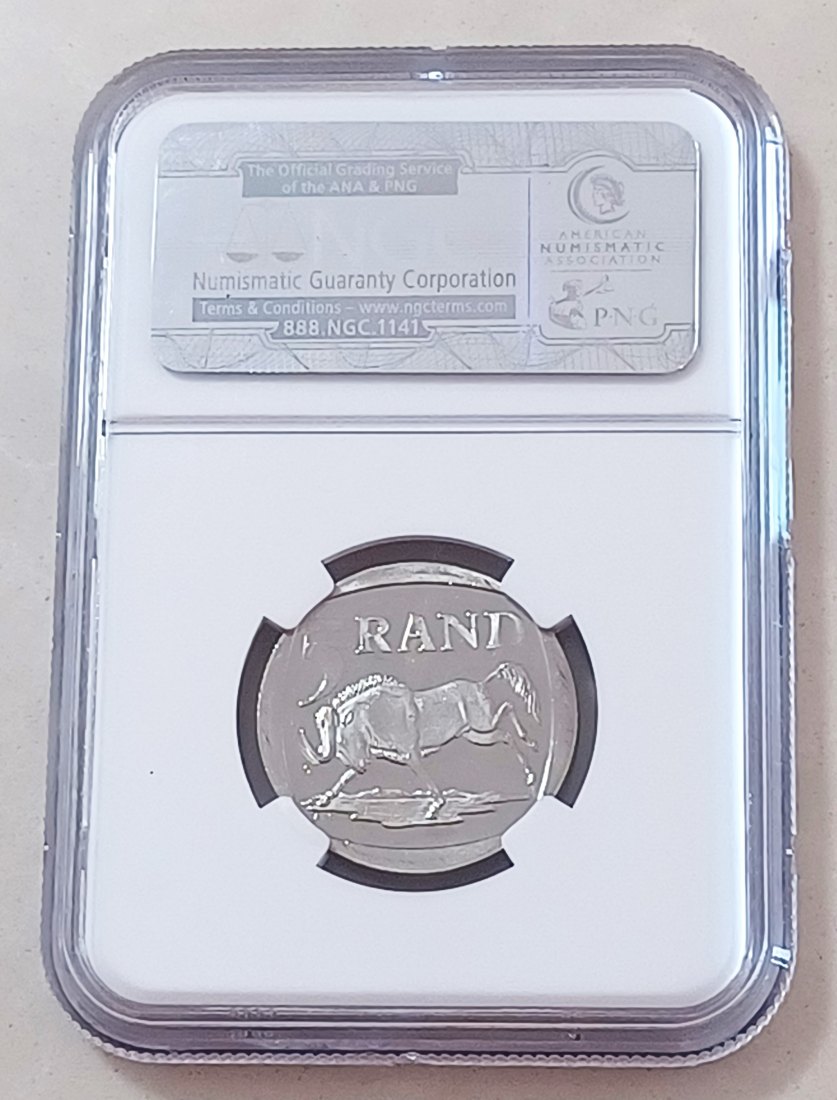 The Official Grading Service
of the ANA & PNG
Numismatic Guaranty Corporation
Terms & Conditions – www.ngcterms.com
888.NGC.1141
AMERICAN
NUMISMATIC
ASSOCIATION
P·N·G
RAND